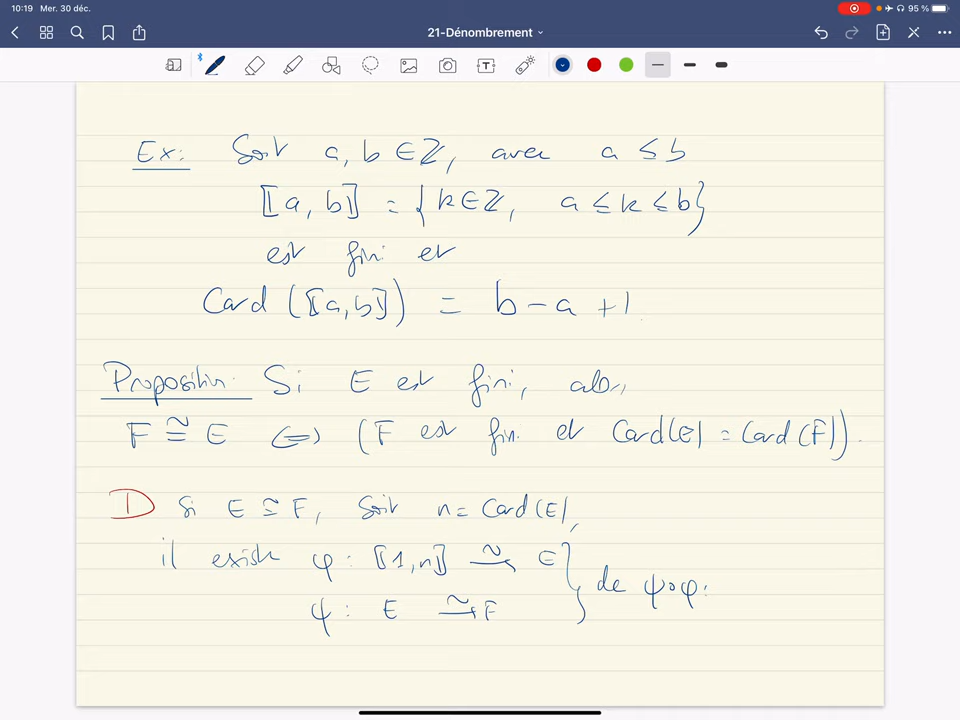 10:19 Mer. 30 déc.
95 %
21-Dénombrement
Ex: Soit a, b ∈ ℤ, avec a ≤ b
⟦a, b⟧ = {k ∈ ℤ, a ≤ k ≤ b}
est fini et
Card (⟦a, b⟧) = b - a + 1
Proposition: Si E est fini, alors
F ≅ E ⇔ (F est fini et Card(E) = Card(F)).
D Si E ≅ F, Soit n = Card(E),
il existe φ : ⟦1, n⟧ ⥲ E
ψ : E ⥲ F } de ψ∘φ :